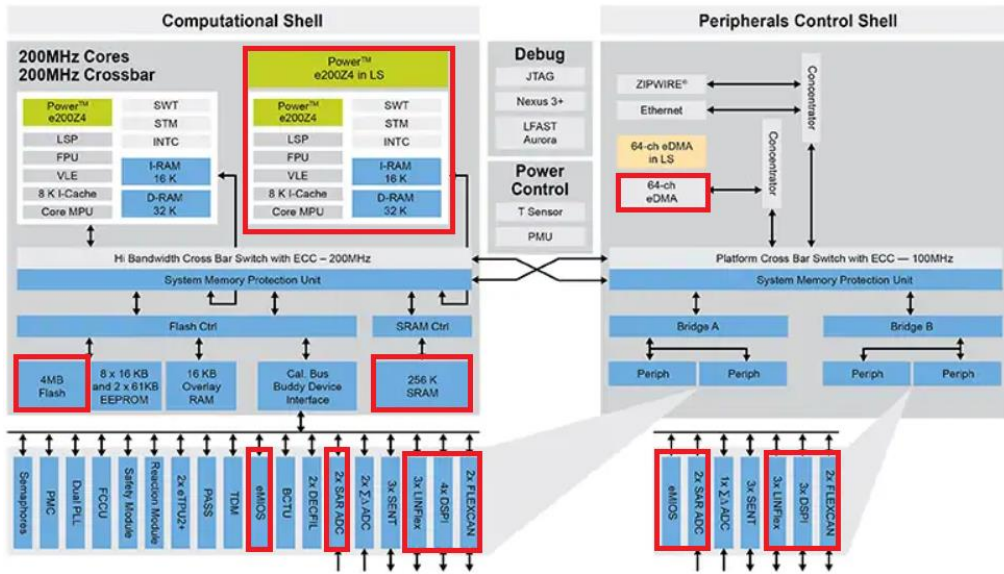 Computational Shell
200MHz Cores
200MHz Crossbar
Power™
e200Z4
LSP
FPU
VLE
8 K I-Cache
Core MPU
SWT
STM
INTC
I-RAM
16 K
D-RAM
32 K
Power™
e200Z4 in LS
Power™
e200Z4
LSP
FPU
VLE
8 K I-Cache
Core MPU
SWT
STM
INTC
I-RAM
16 K
D-RAM
32 K
Hi Bandwidth Cross Bar Switch with ECC – 200MHz
System Memory Protection Unit
Flash Ctrl
SRAM Ctrl
4MB
Flash
8 x 16 KB
and 2 x 61KB
EEPROM
16 KB
Overlay
RAM
Cal. Bus
Buddy Device
Interface
256 K
SRAM
Debug
JTAG
Nexus 3+
LFAST
Aurora
Power
Control
T Sensor
PMU
Peripherals Control Shell
ZIPWIRE®
Ethernet
64-ch eDMA
in LS
64-ch
eDMA
Concentrator
Concentrator
Platform Cross Bar Switch with ECC — 100MHz
System Memory Protection Unit
Bridge A
Bridge B
Periph
Periph
Periph
Periph
Semaphores
PMC
Dual PLL
FCCU
Safety Module
Reaction Module
2x eTPU2+
PASS
TDM
eMIOS
BCTU
2x DECFIL
2x SAR ADC
2x ∑∆ ADC
3x SENT
3x LINFlex
4x DSPI
2x FLEXCAN
eMIOS
2x SAR ADC
1x ∑∆ ADC
3x SENT
3x LINFlex
3x DSPI
2x FLEXCAN